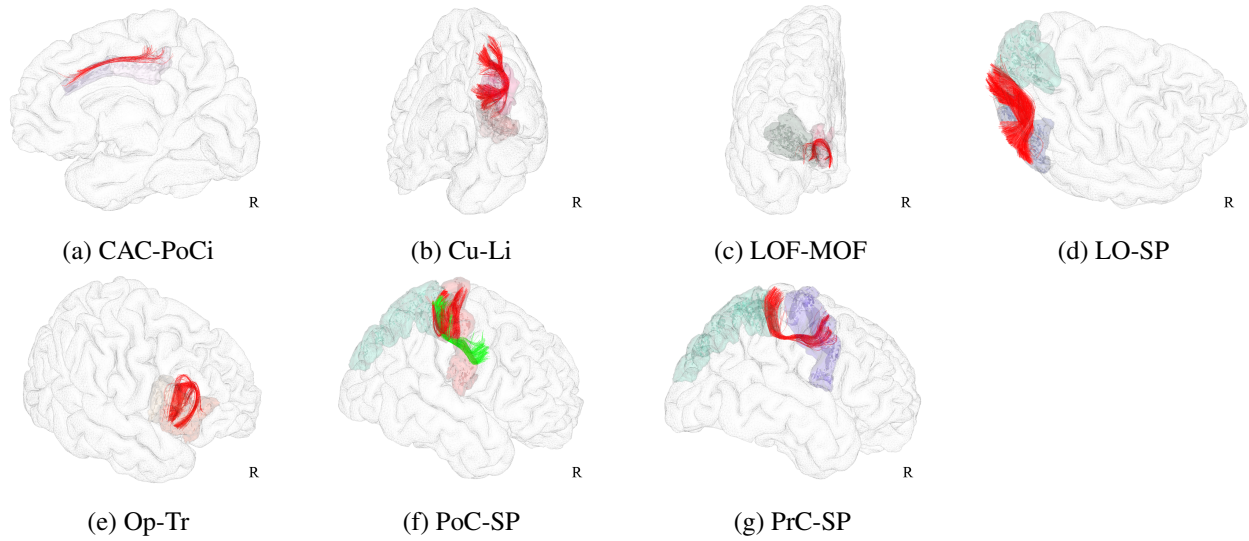 R R R R
(a) CAC-PoCi (b) Cu-Li (c) LOF-MOF (d) LO-SP
R R R
(e) Op-Tr (f) PoC-SP (g) PrC-SP